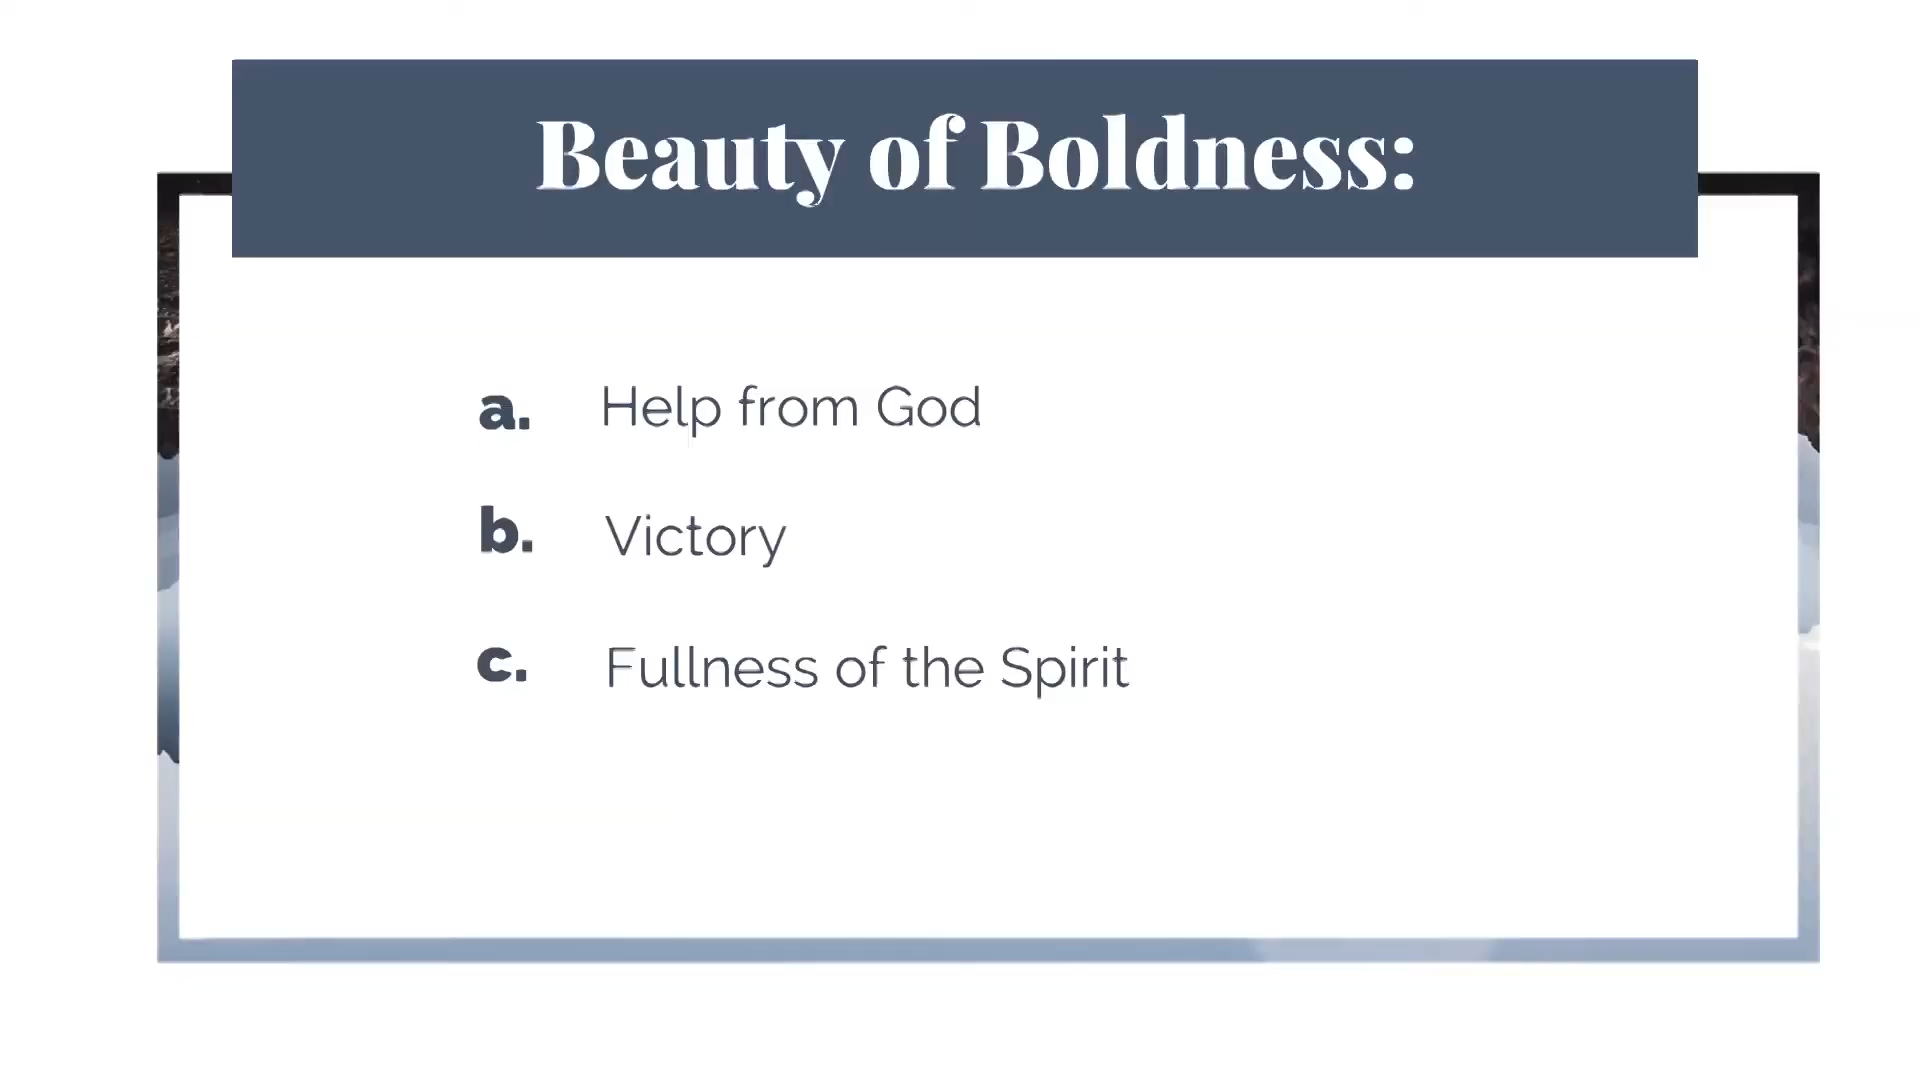 Beauty of Boldness:
a. Help from God
b. Victory
c. Fullness of the Spirit